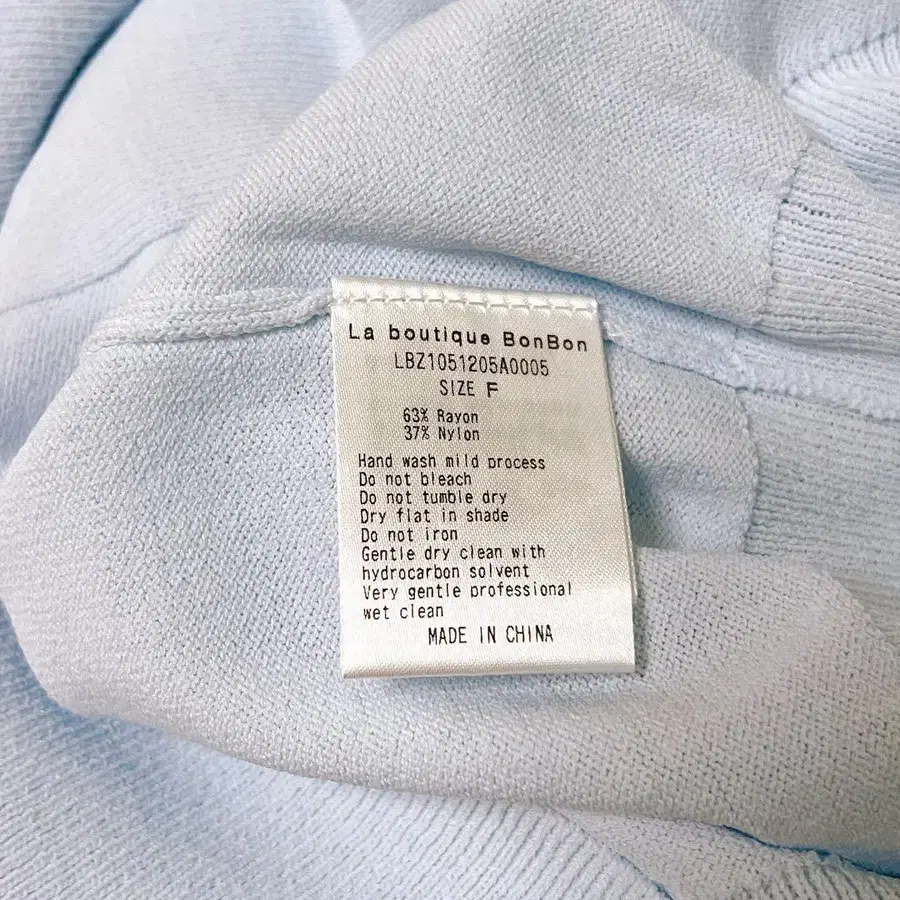 La boutique BonBon
LBZ1051205A0005
SIZE F
63% Rayon
37% Nylon
Hand wash mild process
Do not bleach
Do not tumble dry
Dry flat in shade
Do not iron
Gentle dry clean with
hydrocarbon solvent
Very gentle professional
wet clean
MADE IN CHINA